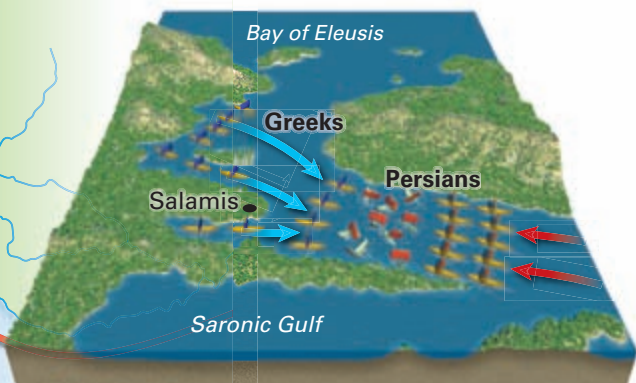 Bay of Eleusis
Greeks
Persians
Salamis
Saronic Gulf